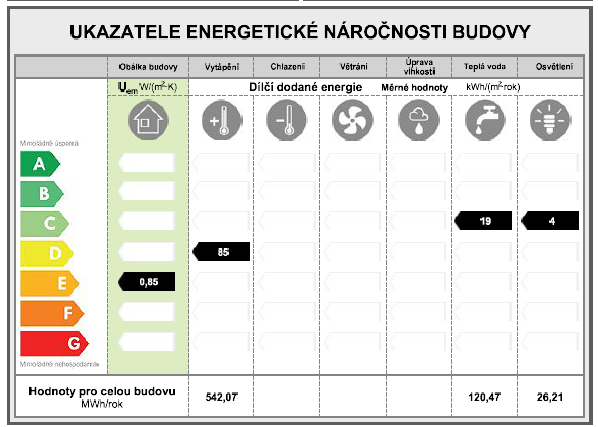 UKAZATELE ENERGETICKÉ NÁROČNOSTI BUDOVY
Obálka budovy Vytápění Chlazení Větrání Úprava vlhkosti Teplá voda Osvětlení
Uem W/(m²·K) Dílčí dodané energie Měrné hodnoty kWh/(m²·rok)
Mimořádně úsporná
A
B
C 19 4
D 85
E 0,85
F
G
Mimořádně nehospodárná
Hodnoty pro celou budovu 542,07 120,47 26,21
MWh/rok